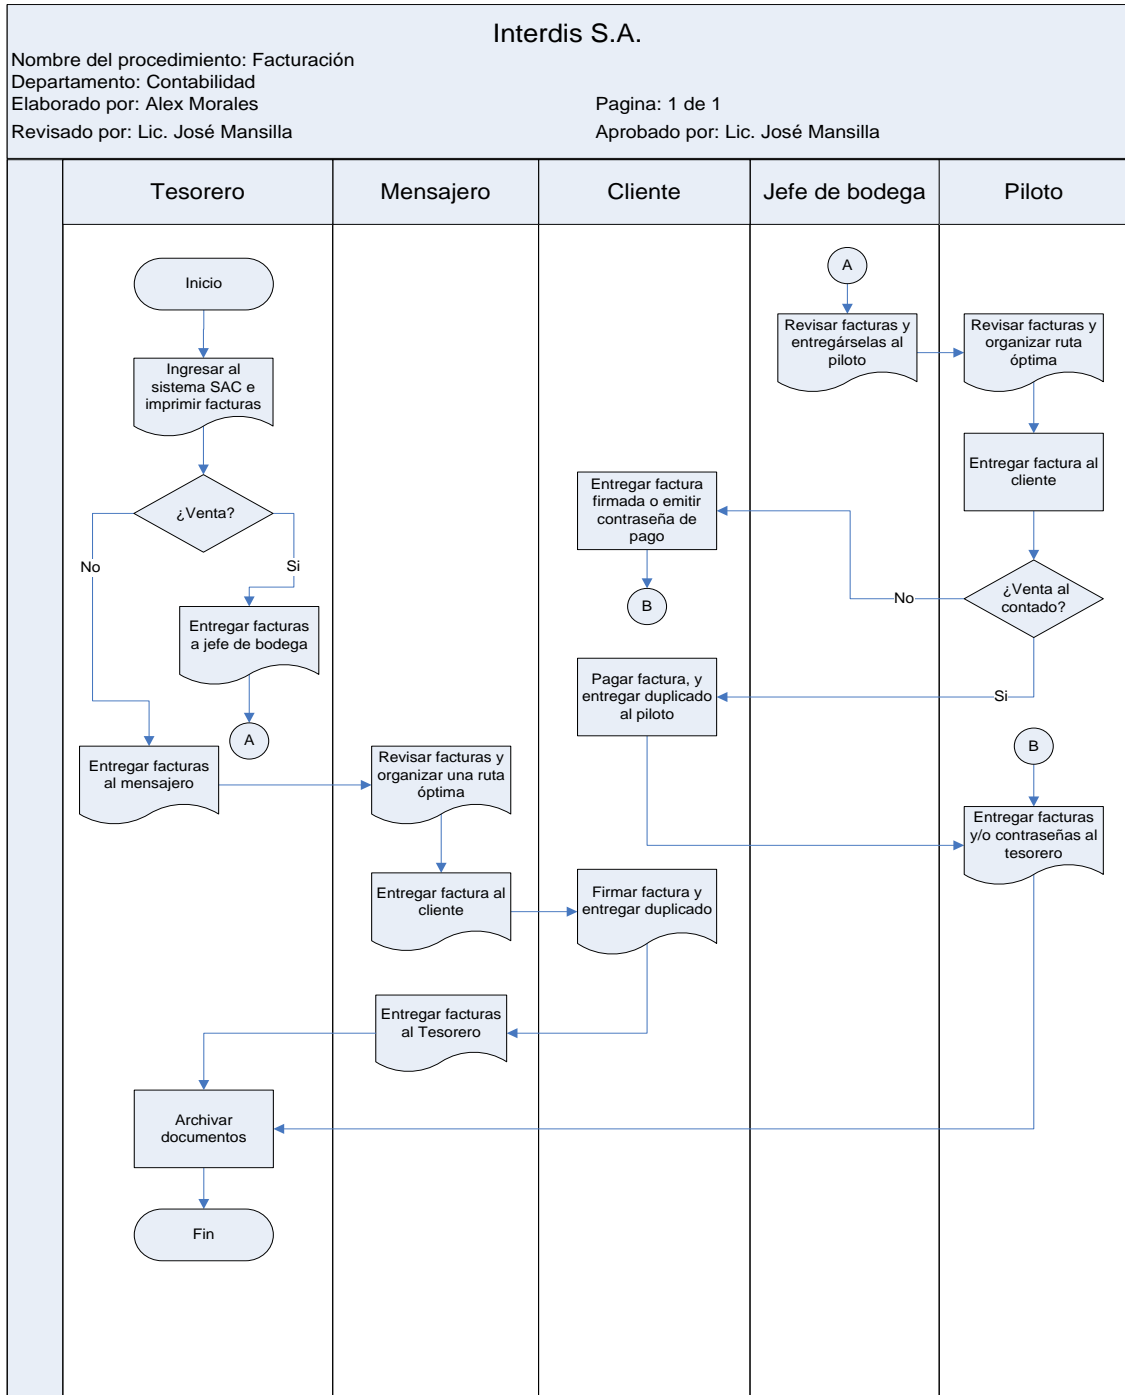 Interdis S.A.
Nombre del procedimiento: Facturación
Departamento: Contabilidad
Elaborado por: Alex Morales
Pagina: 1 de 1
Revisado por: Lic. José Mansilla
Aprobado por: Lic. José Mansilla
Tesorero
Mensajero
Cliente
Jefe de bodega
Piloto
Inicio
Ingresar al
sistema SAC e
imprimir facturas
¿Venta?
No
Si
Entregar facturas
a jefe de bodega
A
Entregar facturas
al mensajero
Revisar facturas y
organizar una ruta
óptima
Entregar factura al
cliente
Firmar factura y
entregar duplicado
Entregar facturas
al Tesorero
Archivar
documentos
Fin
A
Revisar facturas y
entregárselas al
piloto
Revisar facturas y
organizar ruta
óptima
Entregar factura al
cliente
¿Venta al
contado?
No
Entregar factura
firmada o emitir
contraseña de
pago
B
Si
Pagar factura, y
entregar duplicado
al piloto
B
Entregar facturas
y/o contraseñas al
tesorero